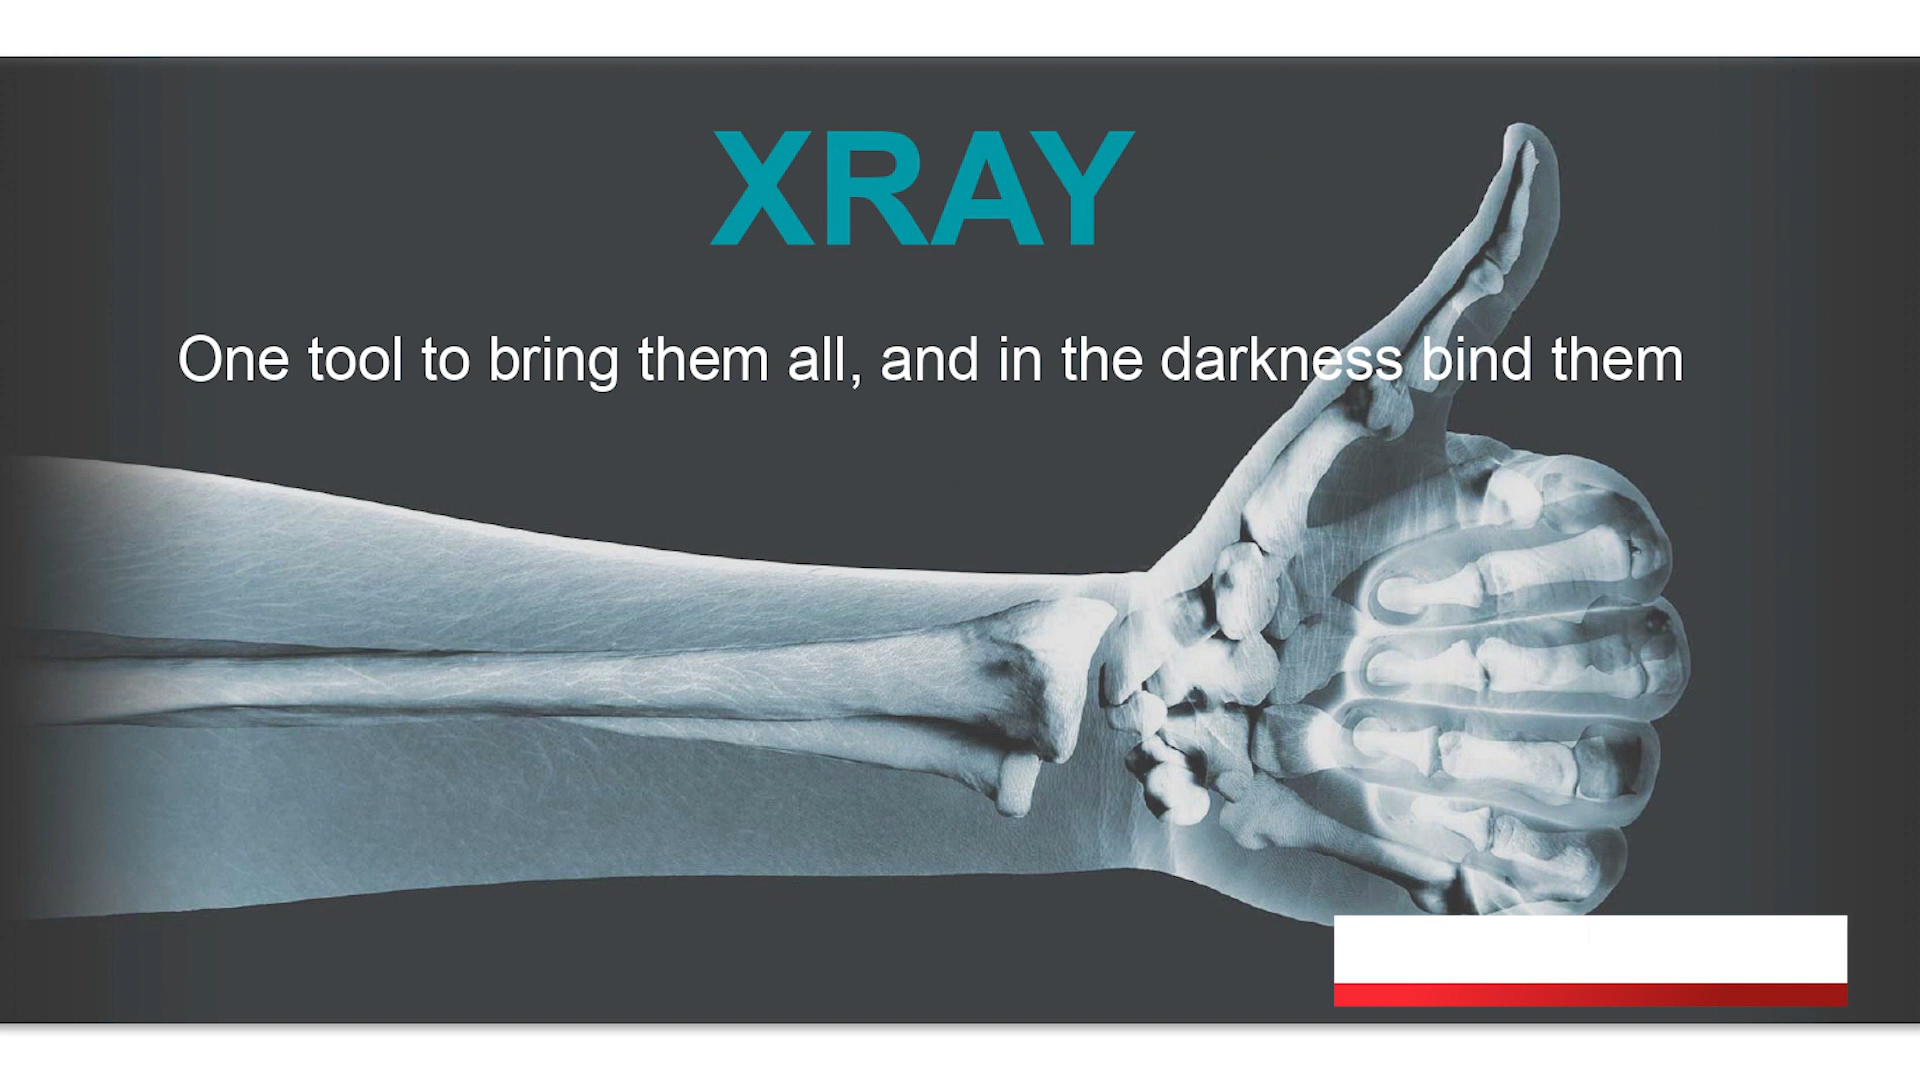 XRAY
One tool to bring them all, and in the darkness bind them